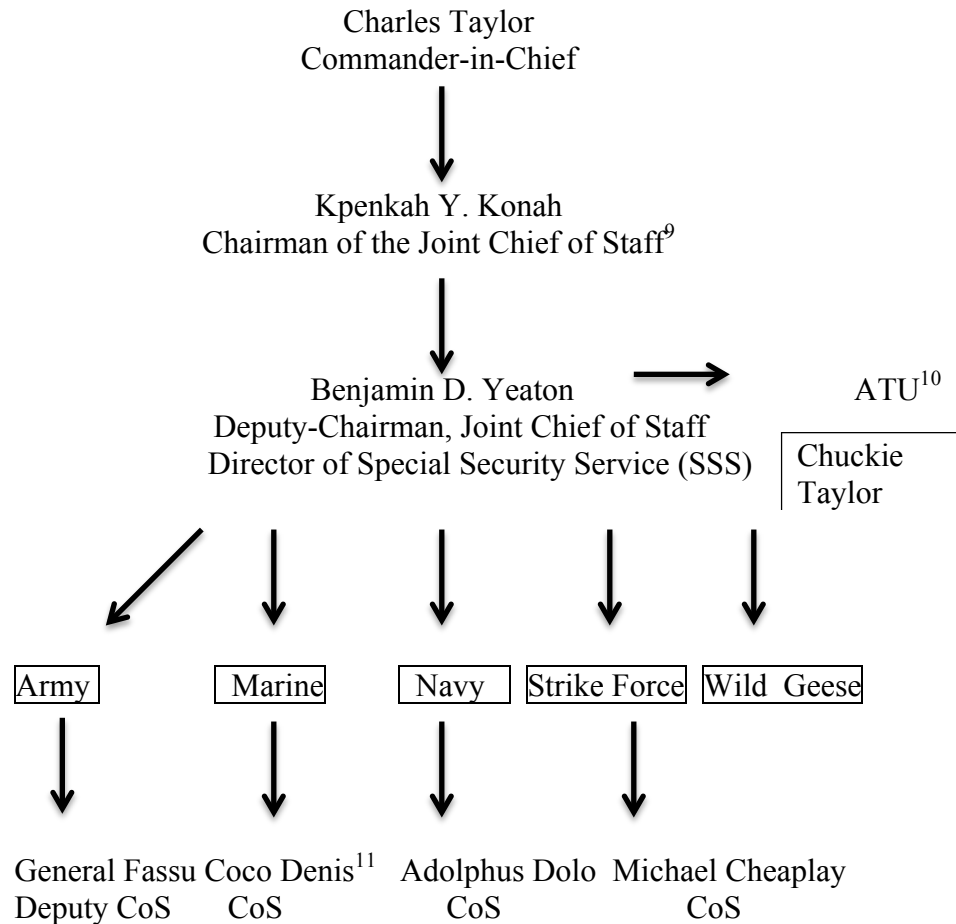 Charles Taylor
Commander-in-Chief
Kpenkah Y. Konah
Chairman of the Joint Chief of Staff⁹
Benjamin D. Yeaton
Deputy-Chairman, Joint Chief of Staff
Director of Special Security Service (SSS)
ATU¹⁰
Chuckie
Taylor
Army
Marine
Navy
Strike Force
Wild Geese
General Fassu
Deputy CoS
Coco Denis¹¹
CoS
Adolphus Dolo
CoS
Michael Cheaplay
CoS